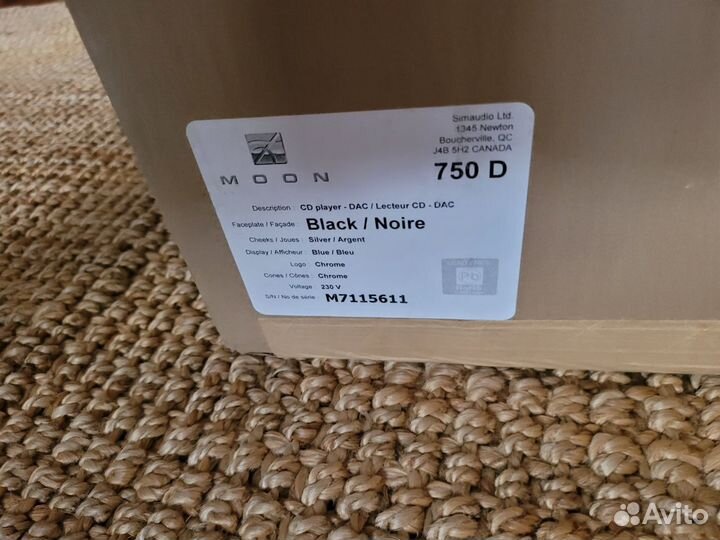 Simaudio Ltd.
1345 Newton
Boucherville, QC
J4B 5H2 CANADA
MOON
750 D
Description : CD player - DAC / Lecteur CD - DAC
Faceplate / Façade : Black / Noire
Cheeks / Joues : Silver / Argent
Display / Afficheur : Blue / Bleu
Logo : Chrome
Cones / Cônes : Chrome
Voltage : 230 V
S/N / No de série : M7115611
Pb
Avito